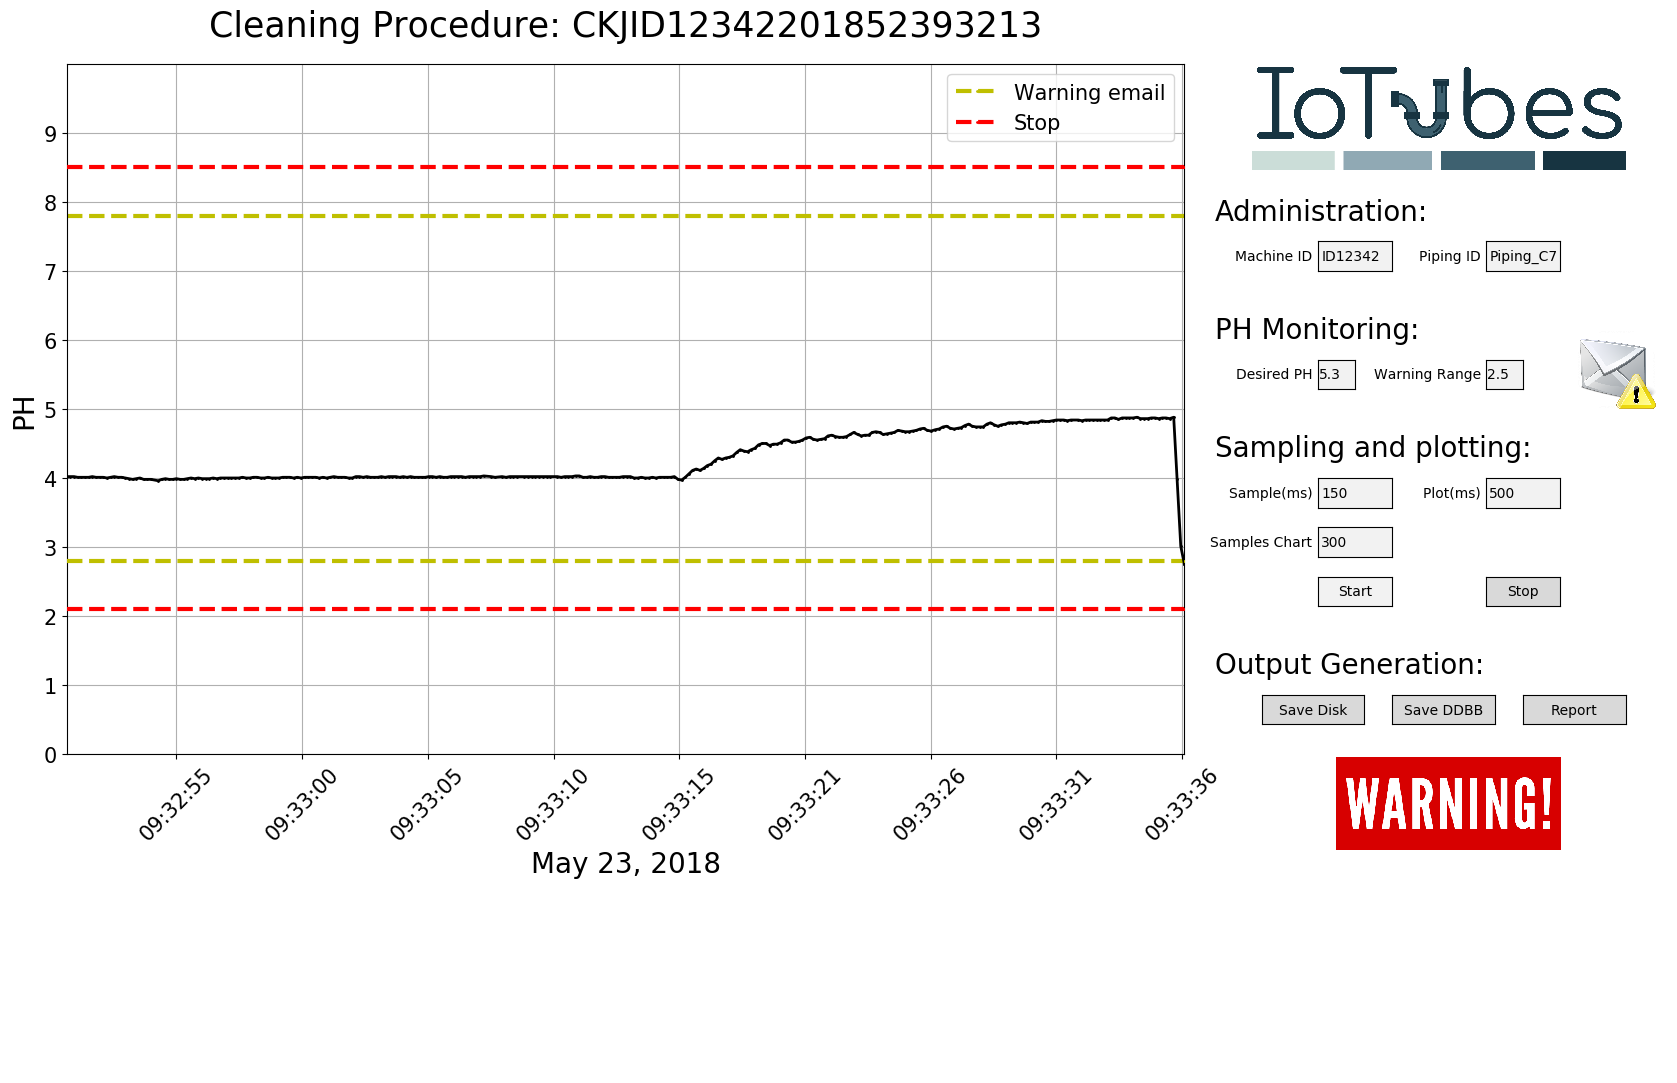 Cleaning Procedure: CKJID12342201852393213
Warning email
Stop
PH
9
8
7
6
5
4
3
2
1
0
09:32:55
09:33:00
09:33:05
09:33:10
09:33:15
09:33:21
09:33:26
09:33:31
09:33:36
May 23, 2018
IoTubes
Administration:
Machine ID ID12342 Piping ID Piping_C7
PH Monitoring:
Desired PH 5.3 Warning Range 2.5
Sampling and plotting:
Sample(ms) 150 Plot(ms) 500
Samples Chart 300
Start Stop
Output Generation:
Save Disk Save DDBB Report
WARNING!